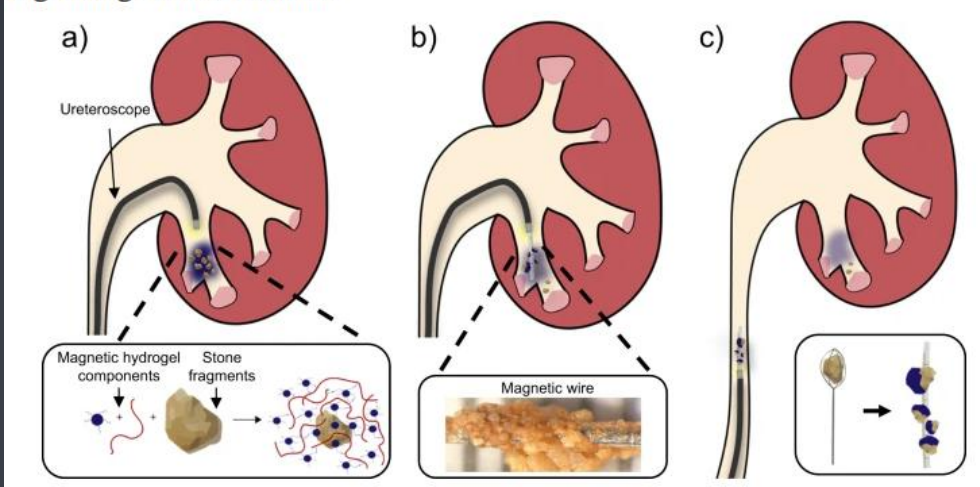 a)
b)
c)
Ureteroscope
Magnetic hydrogel
components
Stone
fragments
+
+
Magnetic wire